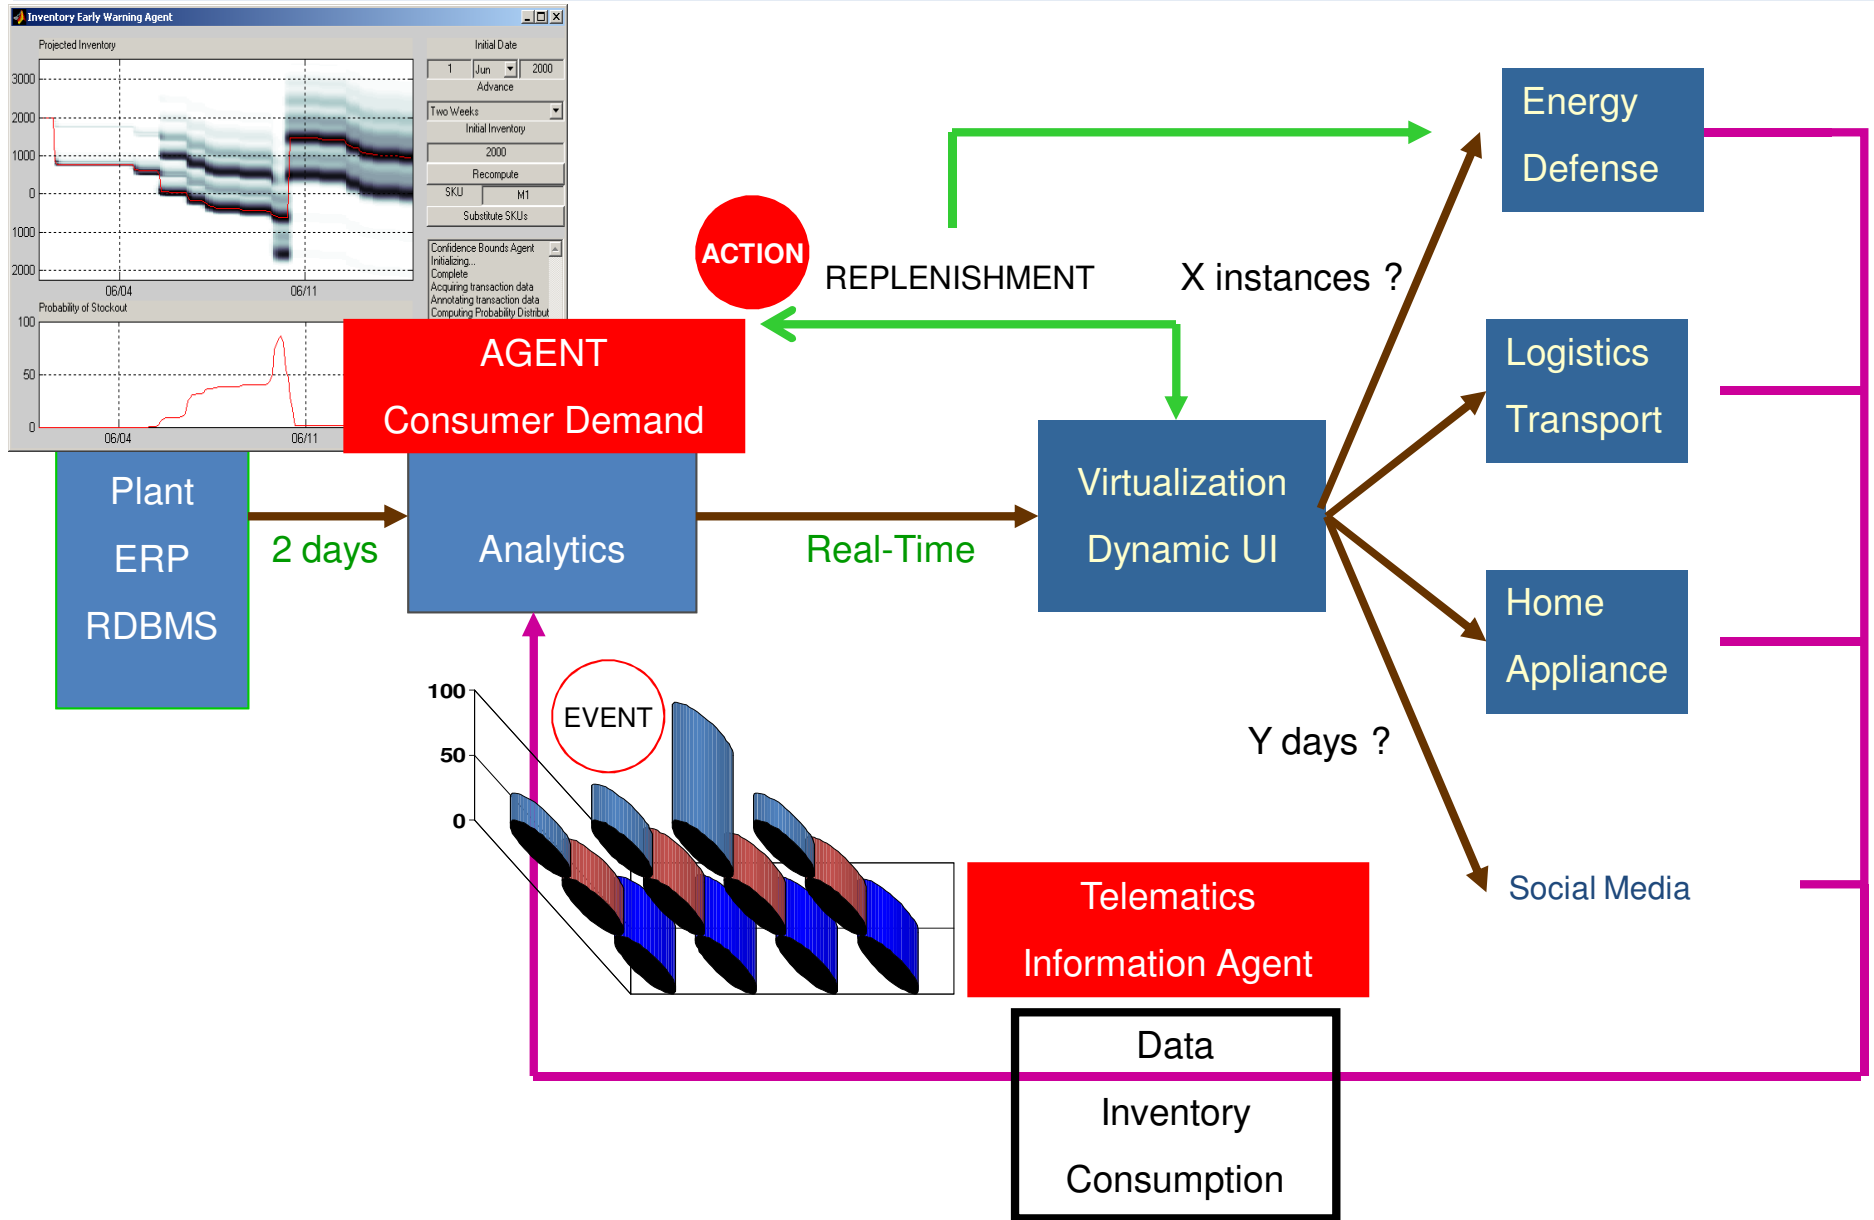 Inventory Early Warning Agent
Projected Inventory
3000
2000
1000
0
1000
2000
06/04
06/11
Initial Date
1 Jun 2000
Advance
Two Weeks
Initial Inventory
2000
Recompute
SKU M1
Substitute SKUs
Confidence Bounds Agent
Initializing...
Complete
Acquiring transaction data
Annotating transaction data
Computing Probability Distribut
Probability of Stockout
100
50
0
06/04
06/11
AGENT
Consumer Demand
ACTION
REPLENISHMENT
X instances ?
Energy
Defense
Logistics
Transport
Home
Appliance
Social Media
Plant
ERP
RDBMS
2 days
Analytics
Real-Time
Virtualization
Dynamic UI
Y days ?
EVENT
100
50
0
Telematics
Information Agent
Data
Inventory
Consumption